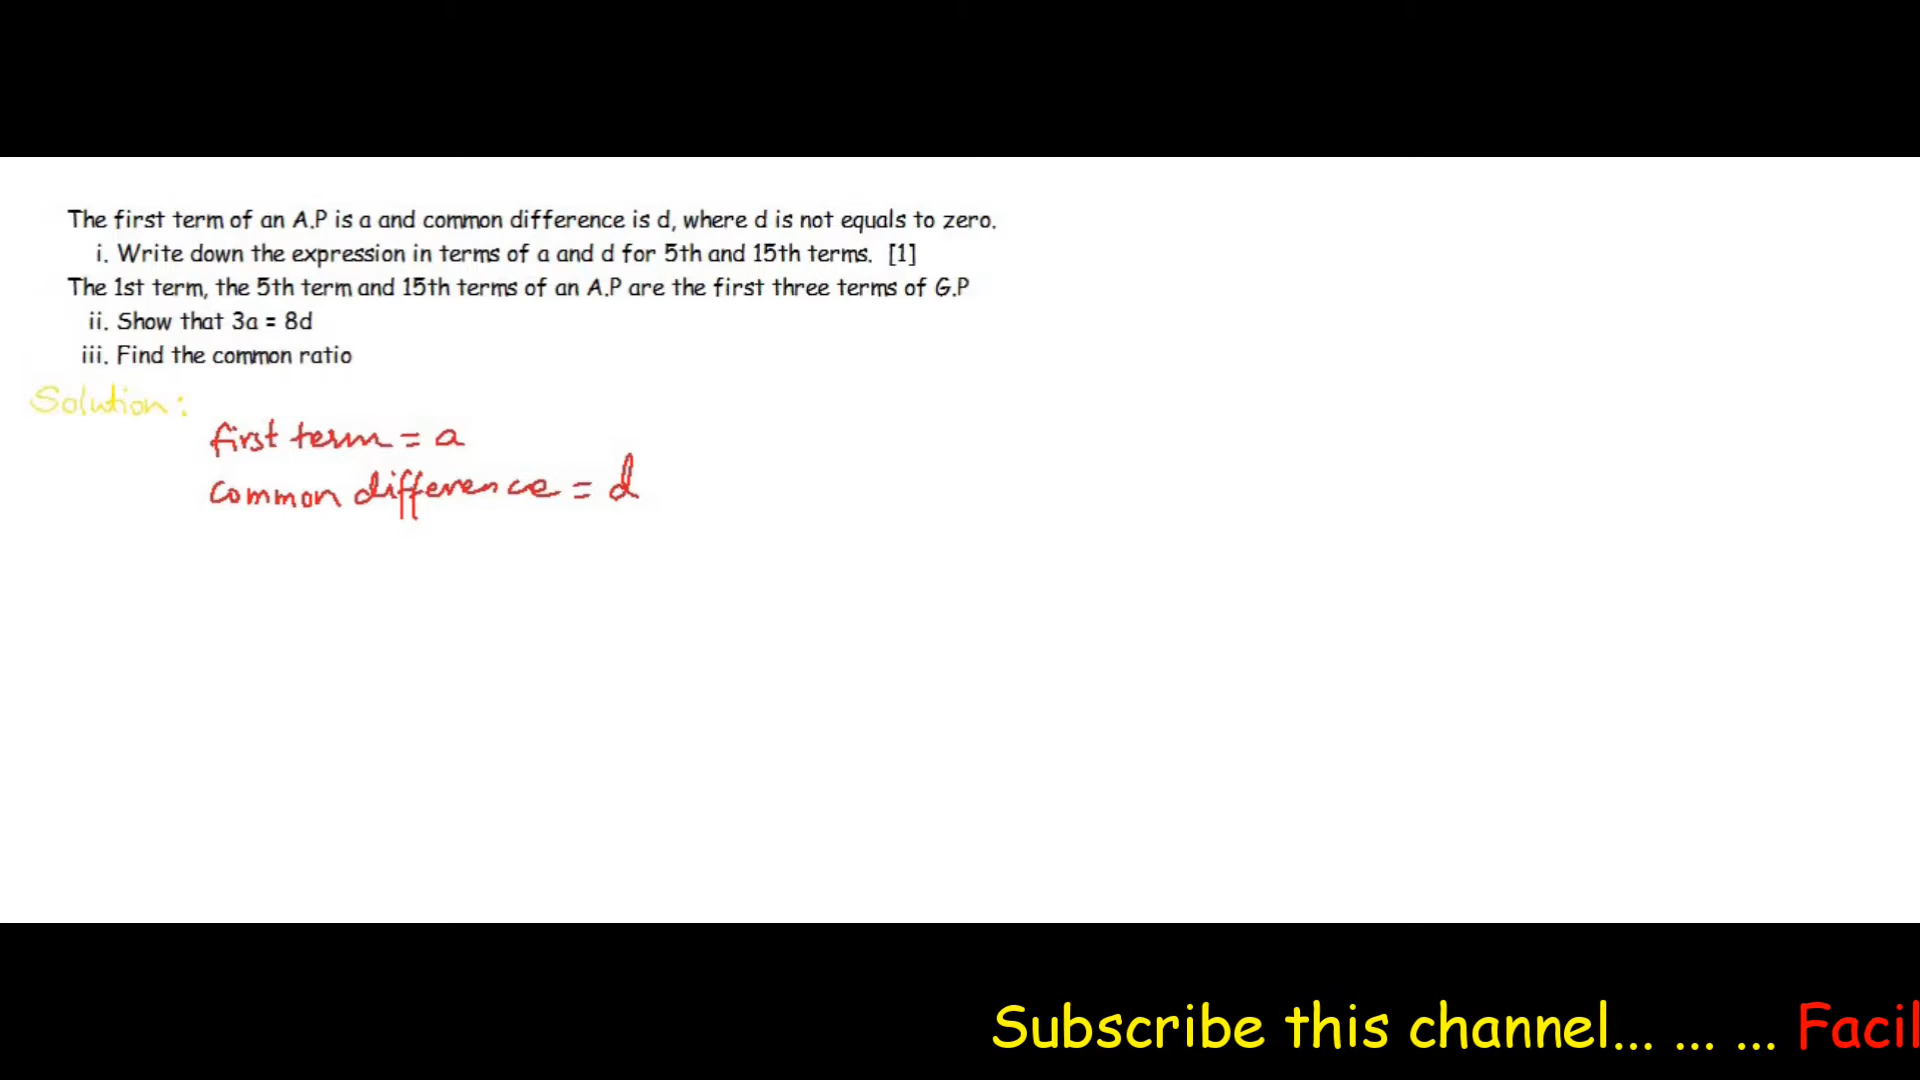 The first term of an A.P is a and common difference is d, where d is not equals to zero.
i. Write down the expression in terms of a and d for 5th and 15th terms. [1]
The 1st term, the 5th term and 15th terms of an A.P are the first three terms of G.P
ii. Show that 3a = 8d
iii. Find the common ratio
Solution:
first term = a
common difference = d
Subscribe this channel... ... ... Facil